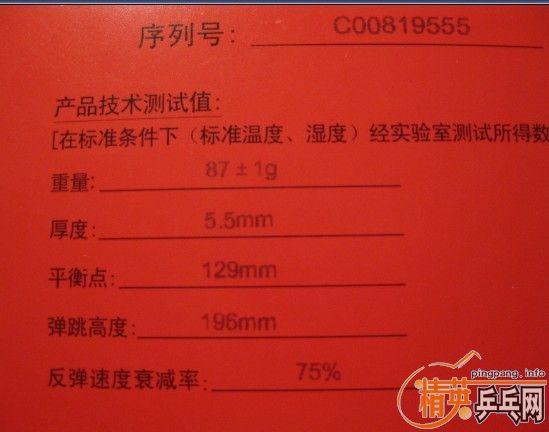 序列号: C00819555
产品技术测试值:
[在标准条件下（标准温度、湿度）经实验室测试所得数
重量: 87±1g
厚度: 5.5mm
平衡点: 129mm
弹跳高度: 196mm
反弹速度衰减率: 75%
pingpang.info
精英乒乓网